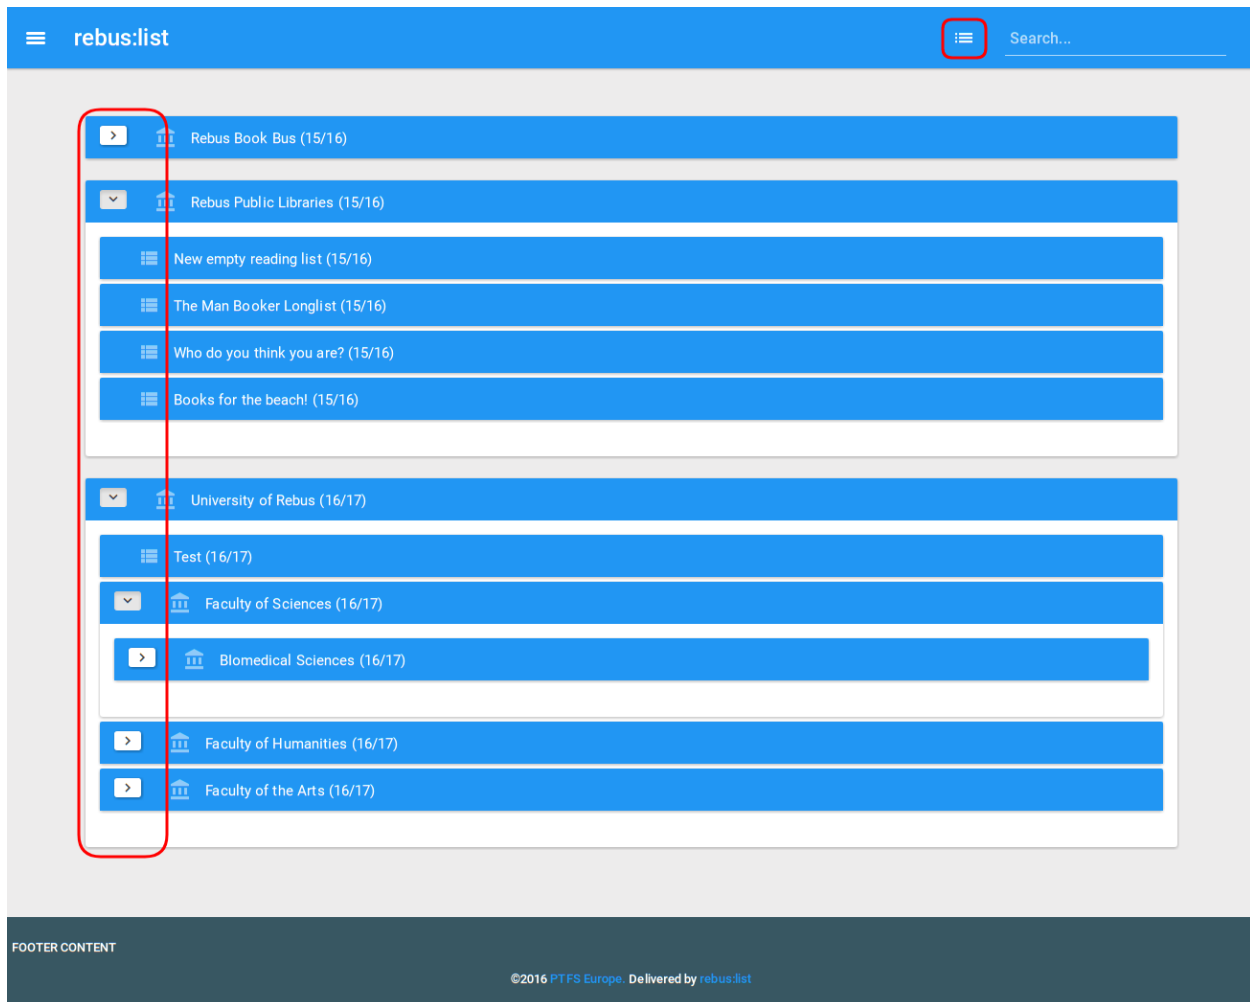 rebus:list
Search...
Rebus Book Bus (15/16)
Rebus Public Libraries (15/16)
New empty reading list (15/16)
The Man Booker Longlist (15/16)
Who do you think you are? (15/16)
Books for the beach! (15/16)
University of Rebus (16/17)
Test (16/17)
Faculty of Sciences (16/17)
BIomedical Sciences (16/17)
Faculty of Humanities (16/17)
Faculty of the Arts (16/17)
FOOTER CONTENT
©2016 PTFS Europe. Delivered by rebus:list